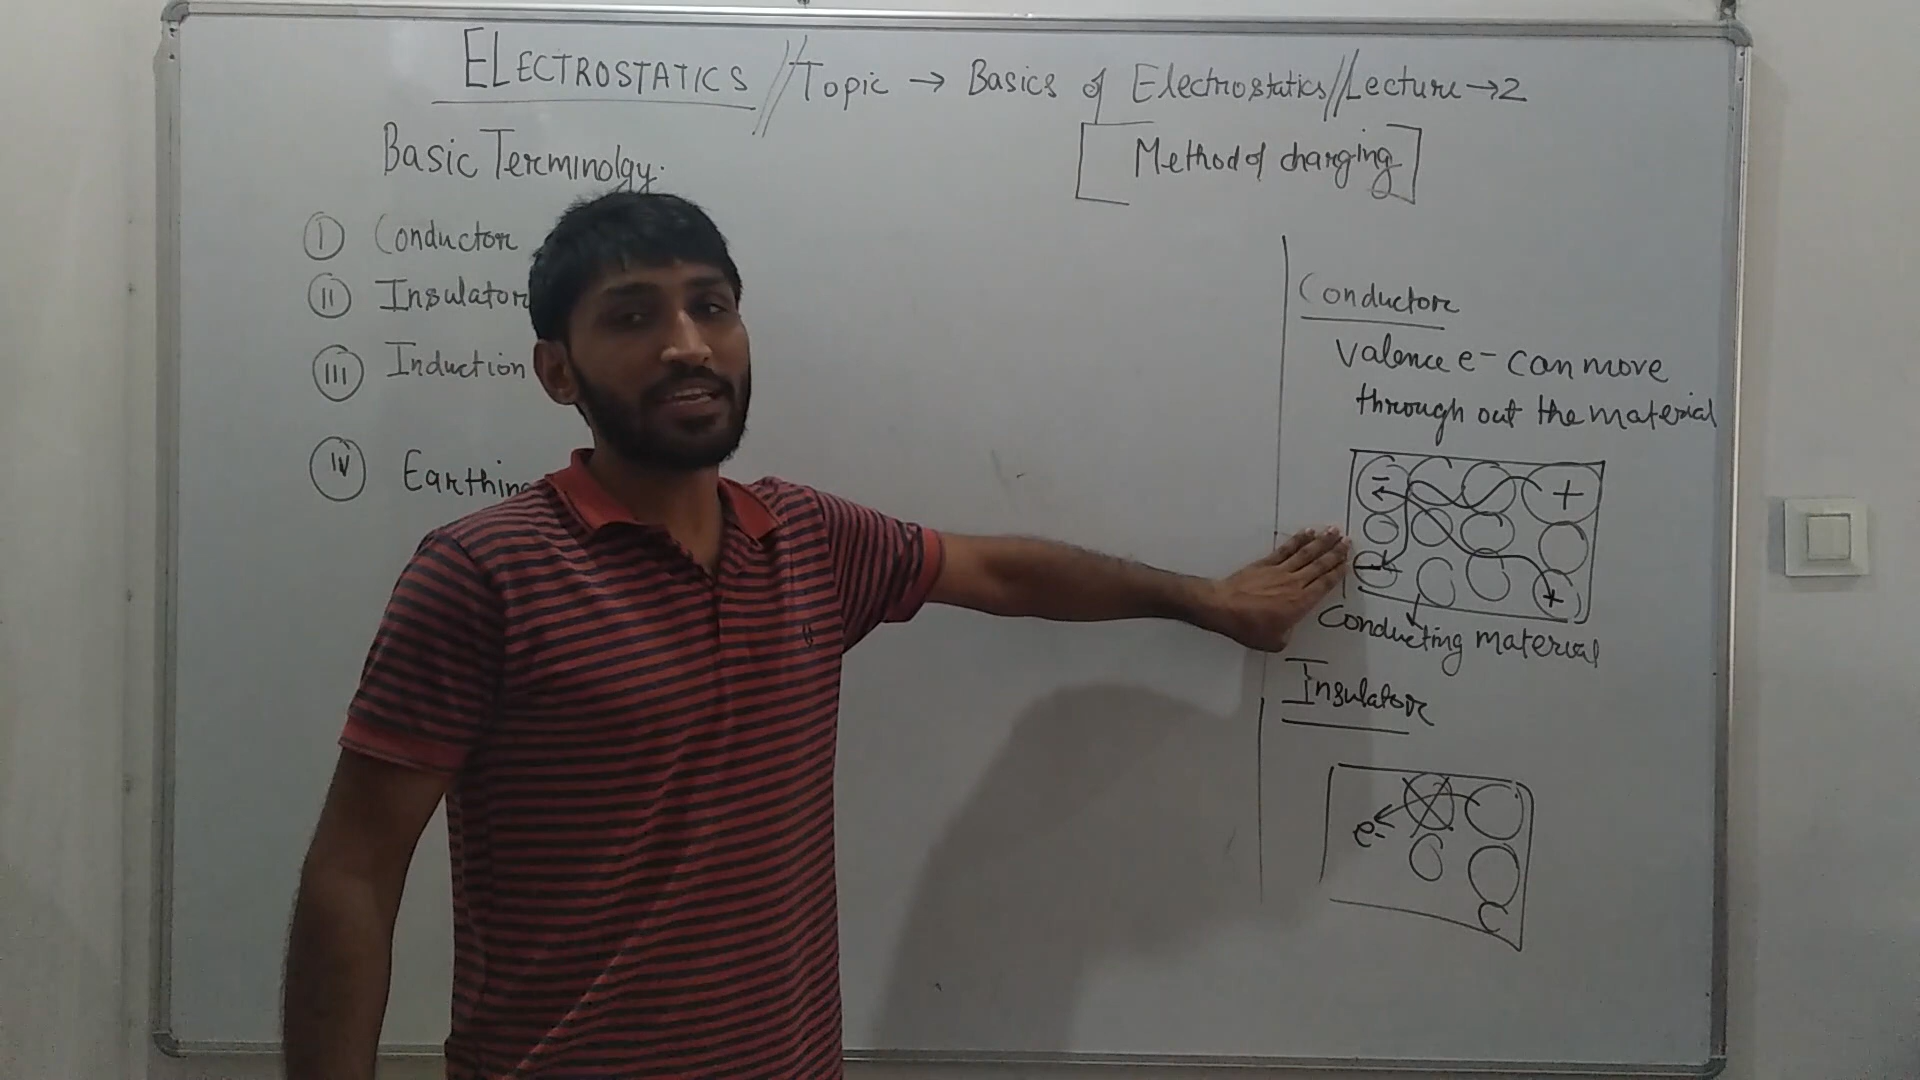 ELECTROSTATICS // Topic → Basics of Electrostatics // Lecture → 2
Basic Terminolgy.
[Method of charging]
I Conductor
II Insulator
III Induction
IV Earthing
Conductor
Valence e- can move
through out the material
- +
- +
Conducting material
Insulator
e-